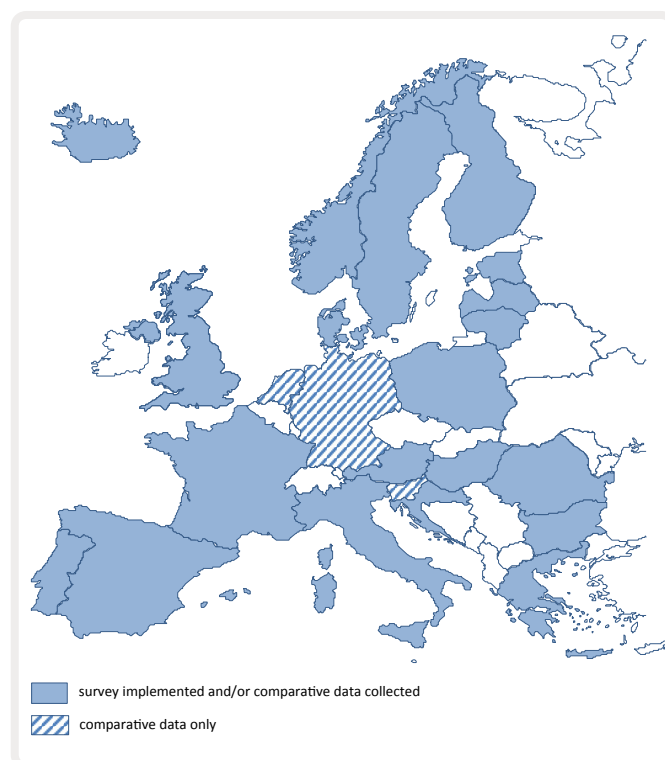 survey implemented and/or comparative data collected
comparative data only